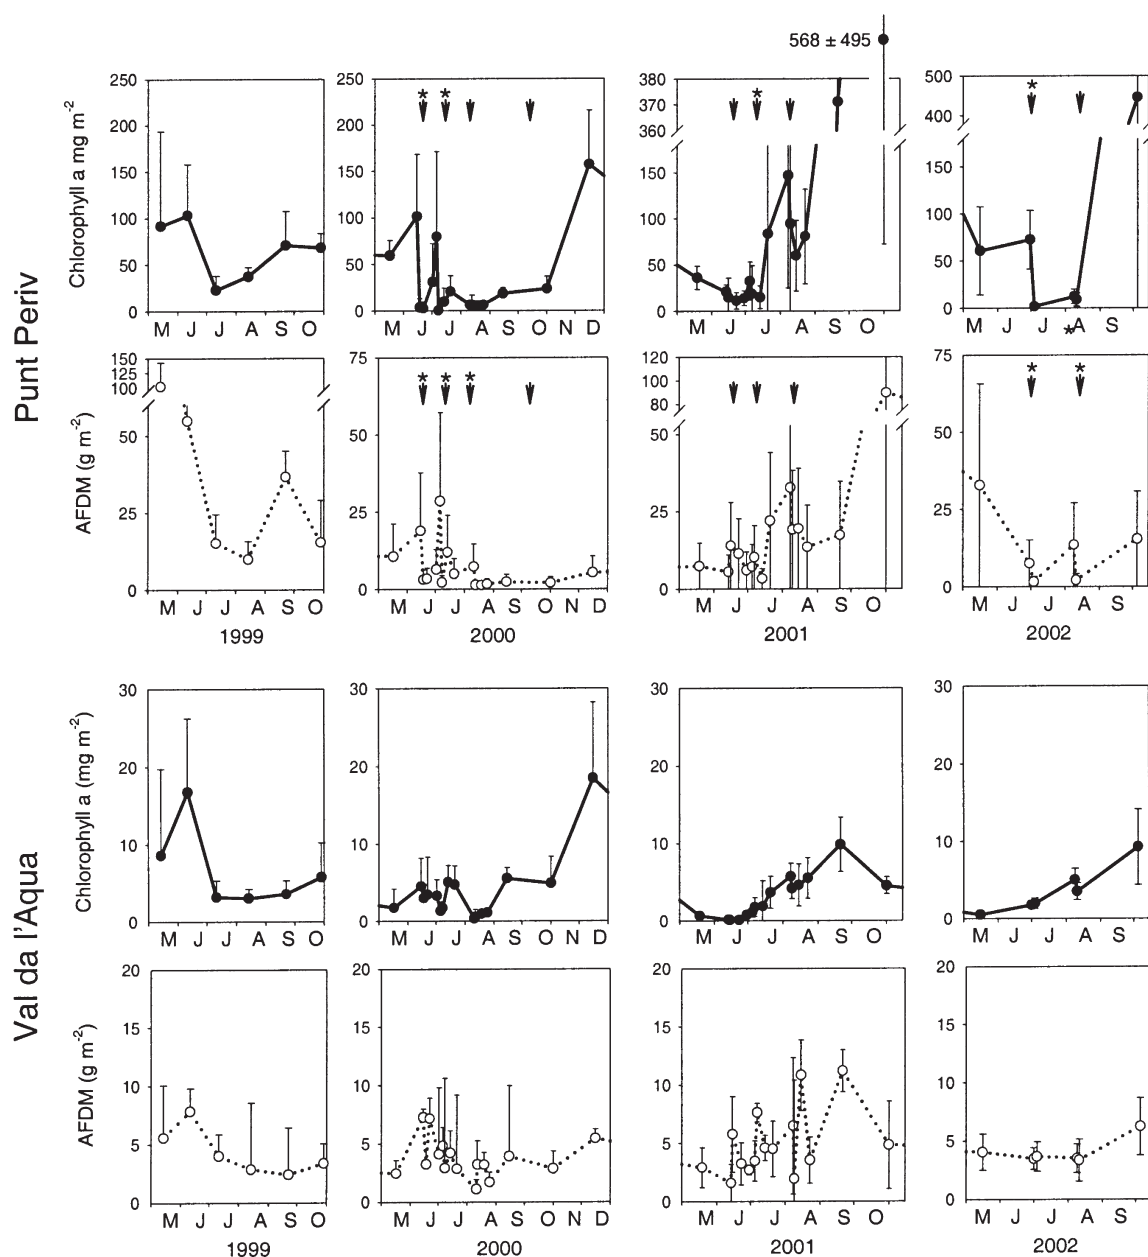 568 ± 495
Punt Periv
Chlorophyll a mg m-2
250 200 150 100 50 0
M J J A S O
250 200 150 100 50 0
* *
M J J A S O N D
380 370 360 150 100 50 0
*
M J J A S O
500 400 150 100 50 0
*
M J J A S
*
AFDM (g m-2)
150 125 100 50 25 0
M J J A S O
1999
75 50 25 0
* * *
M J J A S O N D
2000
120 100 80 50 25 0
M J J A S O
2001
75 50 25 0
* *
M J J A S O
2002
Val da l'Aqua
Chlorophyll a (mg m-2)
30 20 10 0
M J J A S O
30 20 10 0
M J J A S O N D
30 20 10 0
M J J A S O
30 20 10 0
M J J A S O
AFDM (g m-2)
20 15 10 5 0
M J J A S O
1999
20 15 10 5 0
M J J A S O N D
2000
20 15 10 5 0
M J J A S O
2001
20 15 10 5 0
M J J A S O
2002